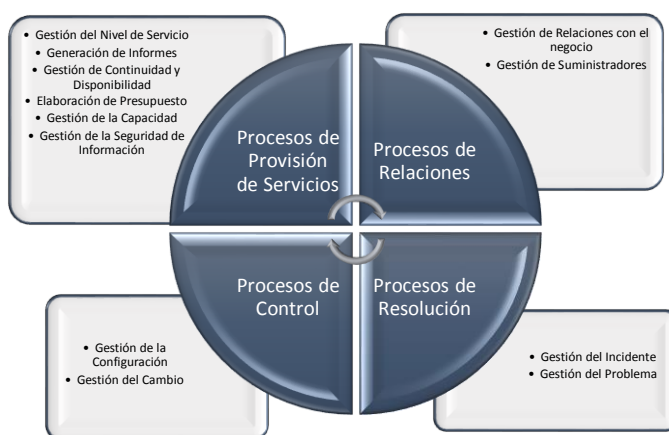 • Gestión del Nivel de Servicio
• Generación de Informes
• Gestión de Continuidad y
Disponibilidad
• Elaboración de Presupuesto
• Gestión de la Capacidad
• Gestión de la Seguridad de
Información
• Gestión de Relaciones con el
negocio
• Gestión de Suministradores
Procesos de
Provisión
de Servicios
Procesos de
Relaciones
Procesos de
Control
Procesos de
Resolución
• Gestión de la
Configuración
• Gestión del Cambio
• Gestión del Incidente
• Gestión del Problema